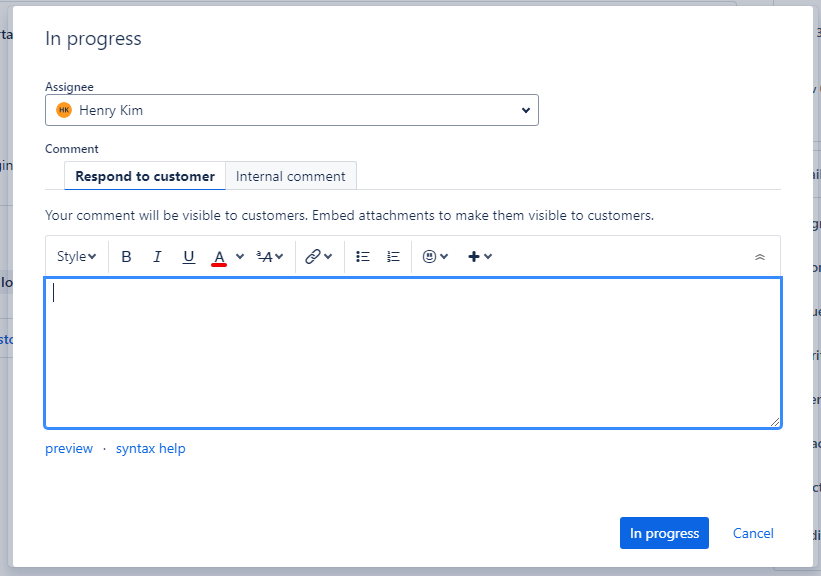 In progress
Assignee
HK Henry Kim
Comment
Respond to customer Internal comment
Your comment will be visible to customers. Embed attachments to make them visible to customers.
Style B I U A A
preview · syntax help
In progress Cancel